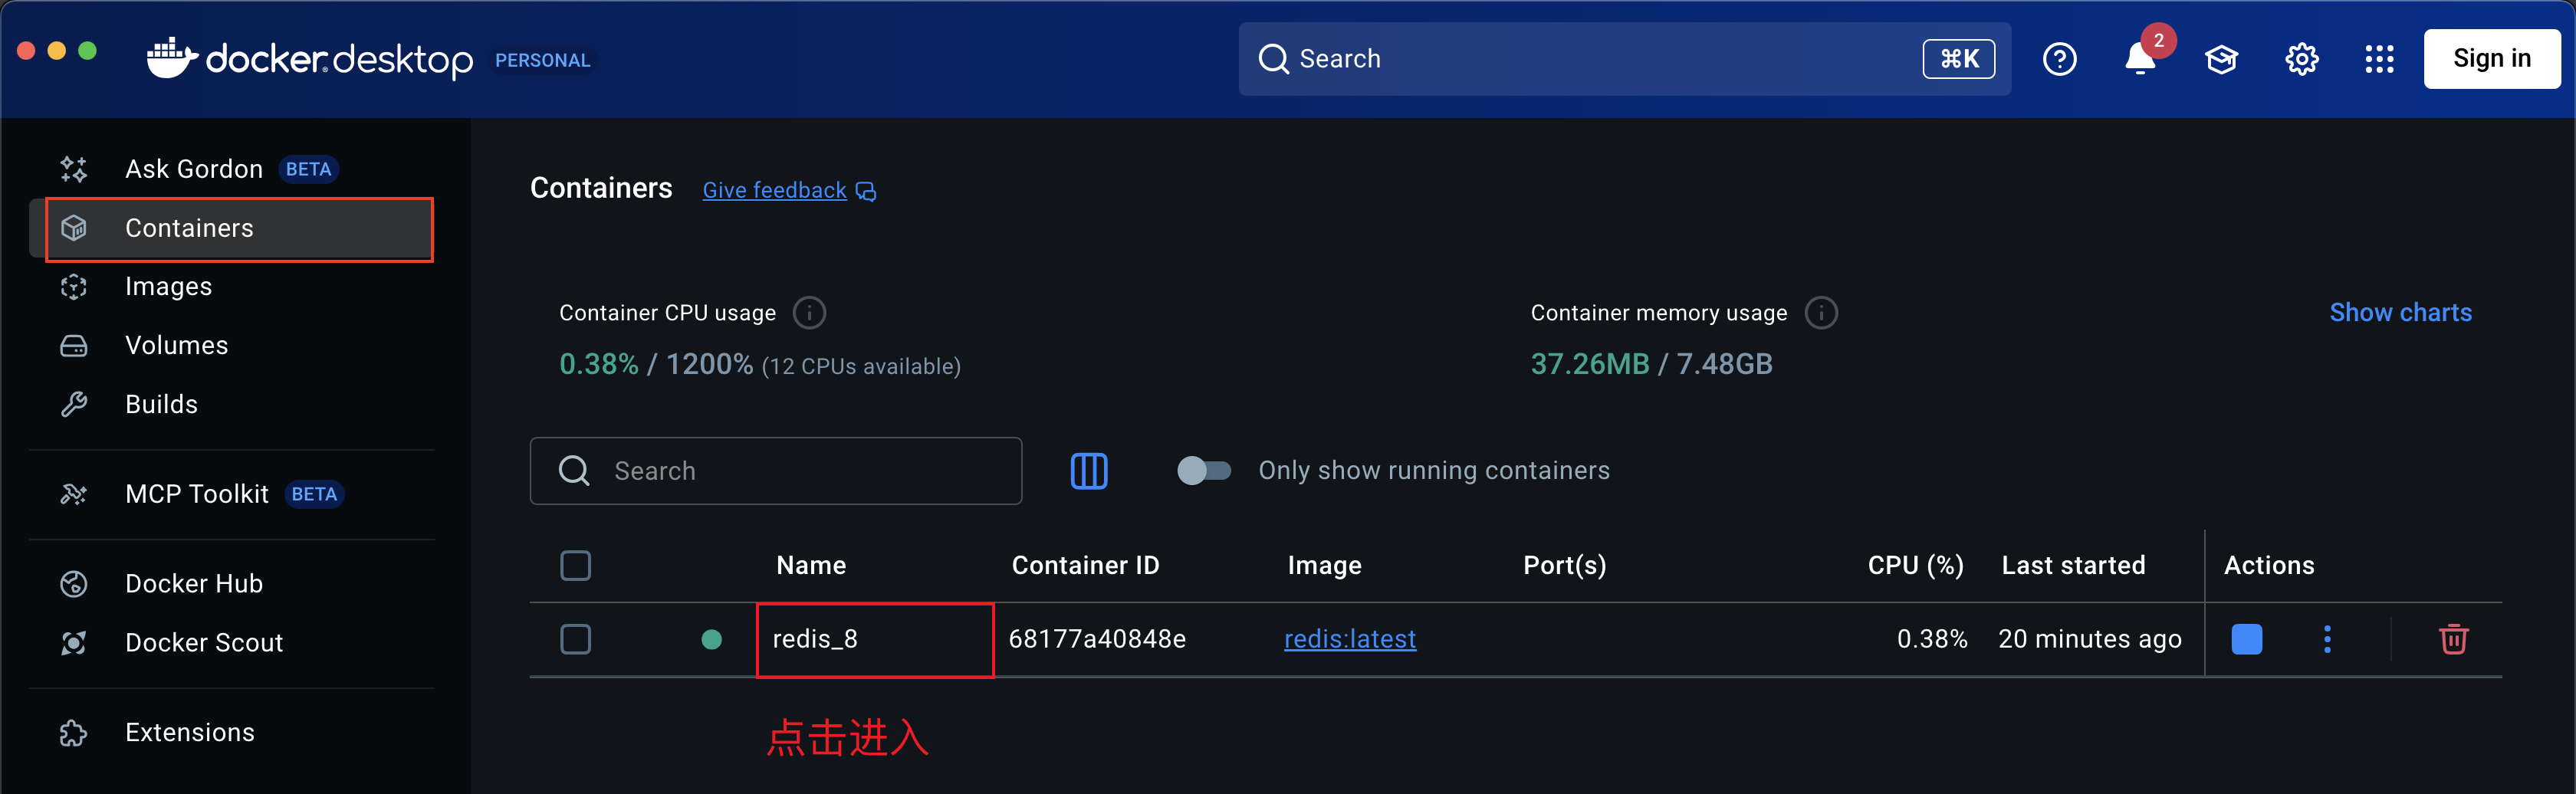 docker desktop PERSONAL
Search ⌘K
2
Sign in
Ask Gordon BETA
Containers
Images
Volumes
Builds
MCP Toolkit BETA
Docker Hub
Docker Scout
Extensions
Containers Give feedback
Container CPU usage
0.38% / 1200% (12 CPUs available)
Container memory usage
37.26MB / 7.48GB
Show charts
Search
Only show running containers
Name Container ID Image Port(s) CPU (%) Last started Actions
redis_8 68177a40848e redis:latest 0.38% 20 minutes ago
点击进入